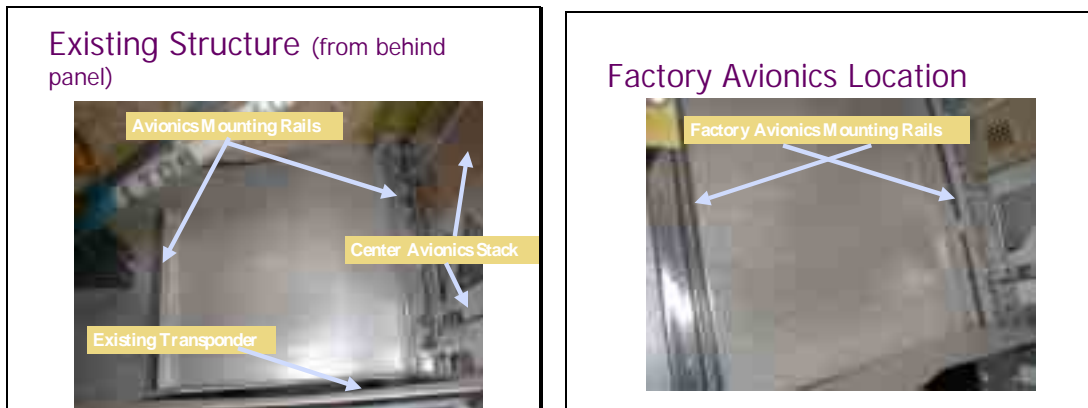 Existing Structure (from behind
panel)
Avionics Mounting Rails
Center Avionics Stack
Existing Transponder
Factory Avionics Location
Factory Avionics Mounting Rails